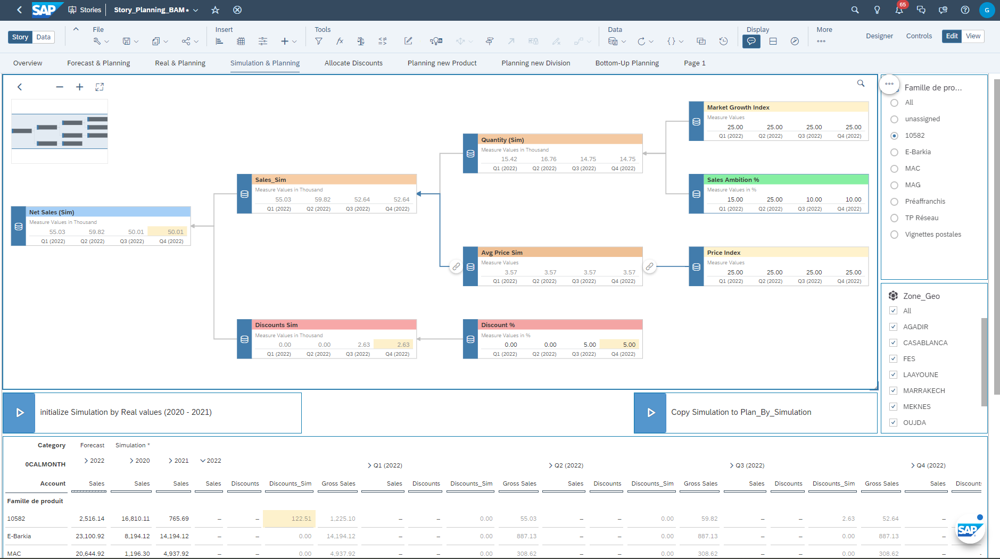 SAP Stories Story_Planning_BAM* 65 G
File Insert Tools Data Display More
Story Data Designer Controls Edit View
Overview Forecast & Planning Real & Planning Simulation & Planning Allocate Discounts Planning new Product Planning new Division Bottom-Up Planning Page 1
Market Growth Index
Measure Values
25.00 25.00 25.00 25.00
Q1 (2022) Q2 (2022) Q3 (2022) Q4 (2022)
Quantity (Sim)
Measure Values in Thousand
15.42 16.76 14.75 14.75
Q1 (2022) Q2 (2022) Q3 (2022) Q4 (2022)
Sales_Sim
Measure Values in Thousand
55.03 59.82 52.64 52.64
Q1 (2022) Q2 (2022) Q3 (2022) Q4 (2022)
Sales Ambition %
Measure Values in %
15.00 25.00 10.00 10.00
Q1 (2022) Q2 (2022) Q3 (2022) Q4 (2022)
Net Sales (Sim)
Measure Values in Thousand
55.03 59.82 50.01 50.01
Q1 (2022) Q2 (2022) Q3 (2022) Q4 (2022)
Avg Price Sim
Measure Values
3.57 3.57 3.57 3.57
Q1 (2022) Q2 (2022) Q3 (2022) Q4 (2022)
Price Index
Measure Values
25.00 25.00 25.00 25.00
Q1 (2022) Q2 (2022) Q3 (2022) Q4 (2022)
Discounts Sim
Measure Values in Thousand
0.00 0.00 2.63 2.63
Q1 (2022) Q2 (2022) Q3 (2022) Q4 (2022)
Discount %
Measure Values in %
0.00 0.00 5.00 5.00
Q1 (2022) Q2 (2022) Q3 (2022) Q4 (2022)
Famille de pro...
All
unassigned
10582
E-Barkia
MAC
MAG
Préaffranchis
TP Réseau
Vignettes postales
Zone_Geo
All
AGADIR
CASABLANCA
FES
LAAYOUNE
MARRAKECH
MEKNES
OUJDA
initialize Simulation by Real values (2020 - 2021)
Copy Simulation to Plan_By_Simulation
Category Forecast Simulation *
0CALMONTH 2022 2020 2021 2022 Q1 (2022) Q2 (2022) Q3 (2022) Q4 (2022)
Account Sales Sales Sales Sales Discounts Discounts_Sim Gross Sales Sales Discounts Discounts_Sim Gross Sales Sales Discounts Discounts_Sim Gross Sales Sales Discounts Discounts_Sim Gross Sales Sales Discount
Famille de produit
10582 2,516.14 16,810.11 765.69 – – 122.51 1,225.10 – – 0.00 55.03 – – 0.00 59.82 – – 2.63 52.64 –
E-Barkia 23,100.92 8,194.12 14,194.12 – – 0.00 14,194.12 – – 0.00 887.13 – – 0.00 887.13 – – 0.00 887.13 –
MAC 20,644.92 1,196.30 4,937.92 – – 0.00 4,937.92 – – 0.00 308.62 – – 0.00 308.62 – – 0.00 308.62 –
SAP